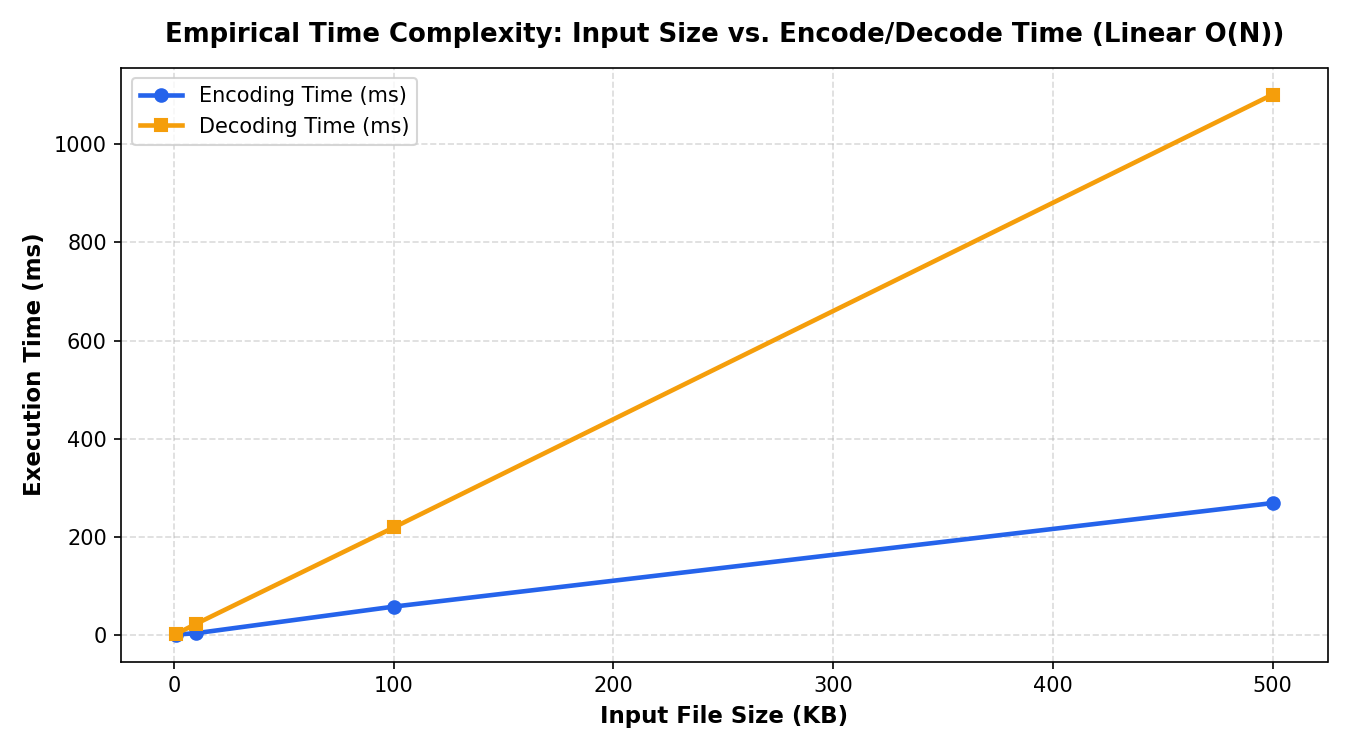 Empirical Time Complexity: Input Size vs. Encode/Decode Time (Linear O(N))
Encoding Time (ms)
Decoding Time (ms)
Execution Time (ms)
1000
800
600
400
200
0
0 100 200 300 400 500
Input File Size (KB)